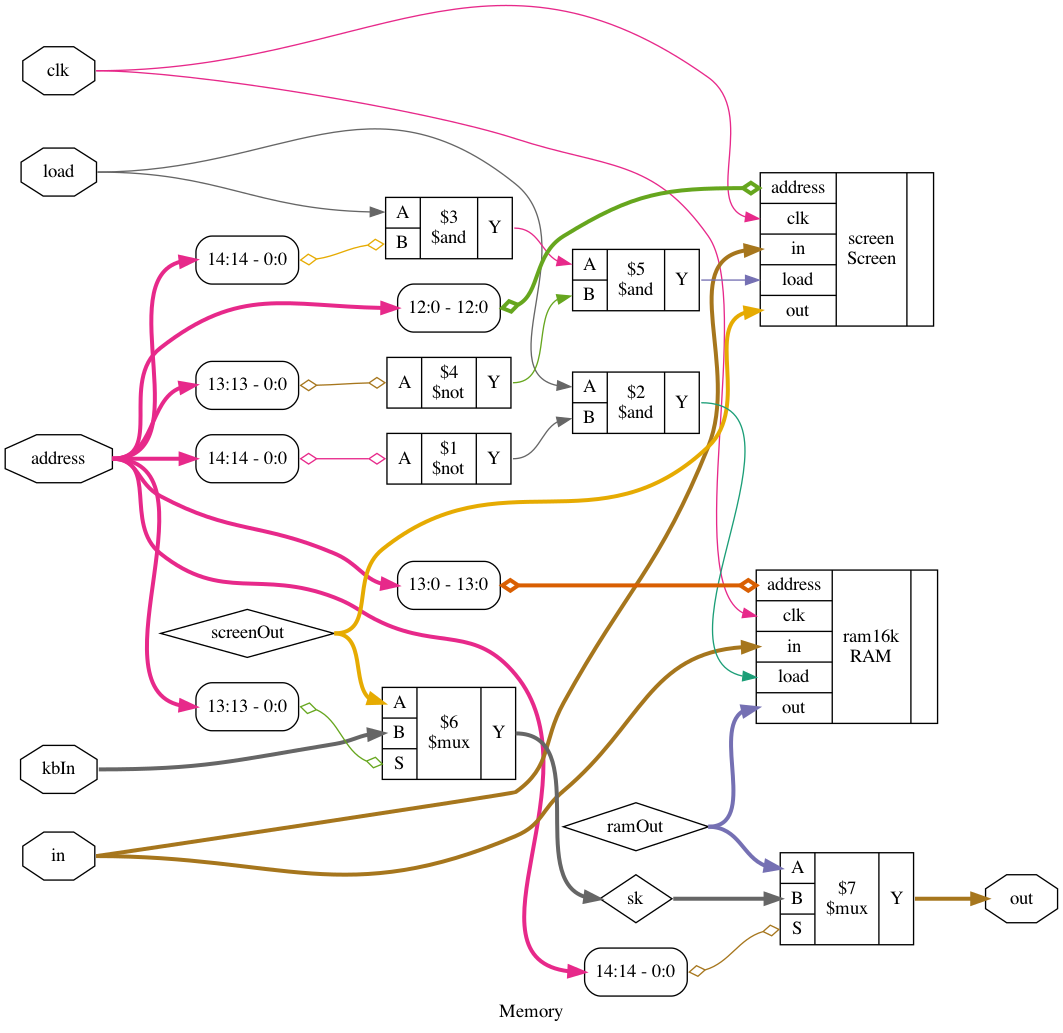 clk
load
address
kbIn
in
14:14 - 0:0
12:0 - 12:0
13:13 - 0:0
14:14 - 0:0
13:0 - 13:0
13:13 - 0:0
14:14 - 0:0
A
B
$3
$and
Y
A
B
$5
$and
Y
A
$4
$not
Y
A
$1
$not
Y
A
B
$2
$and
Y
address
clk
in
load
out
screen
Screen
address
clk
in
load
out
ram16k
RAM
screenOut
A
B
S
$6
$mux
Y
ramOut
sk
A
B
S
$7
$mux
Y
out
Memory